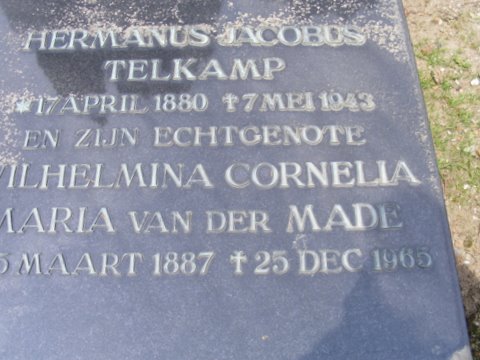 HERMANUS JACOBUS
TELKAMP
*17 APRIL 1880 ✝ 7 MEI 1943
EN ZIJN ECHTGENOTE
WILHELMINA CORNELIA
MARIA VAN DER MADE
5 MAART 1887 ✝ 25 DEC 1965